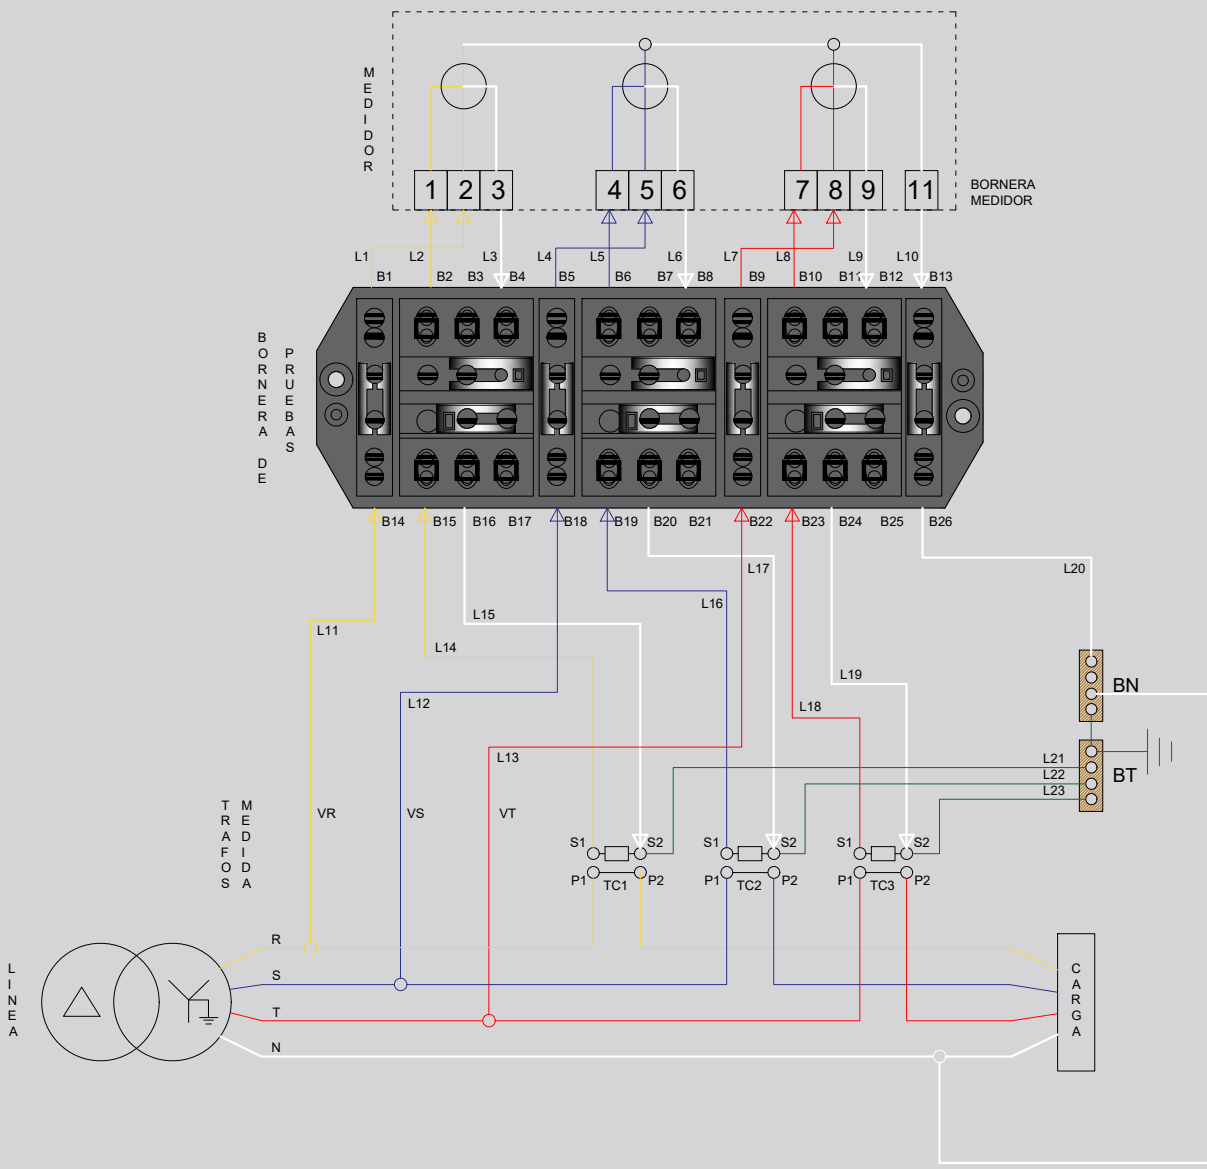 MEDIDOR
1 2 3 4 5 6 7 8 9 11
BORNERA
MEDIDOR
L1 L2 L3 L4 L5 L6 L7 L8 L9 L10
B1 B2 B3 B4 B5 B6 B7 B8 B9 B10 B11 B12 B13
BORNERA DE
PRUEBAS
B14 B15 B16 B17 B18 B19 B20 B21 B22 B23 B24 B25 B26
L17 L20
L16
L15
L11
L14
L19
BN
L12 L18
L13
L21
BT
L22
L23
TRAFOS
MEDIDA
VR VS VT
S1 S2 S1 S2 S1 S2
P1 TC1 P2 P1 TC2 P2 P1 TC3 P2
LINEA
R
S
T
N
CARGA